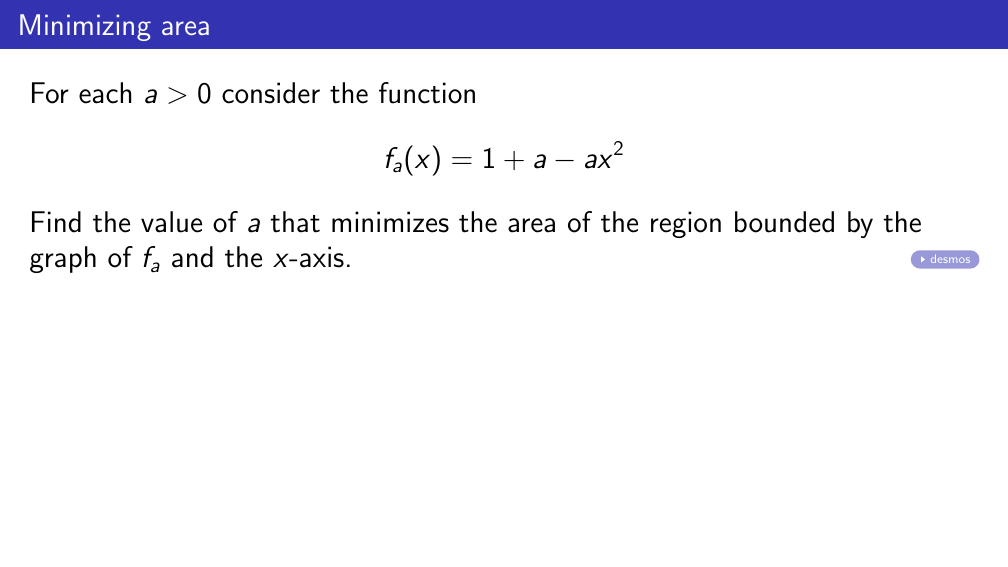 Minimizing area
For each a > 0 consider the function
fₐ(x) = 1 + a − ax²
Find the value of a that minimizes the area of the region bounded by the
graph of fₐ and the x-axis.
desmos